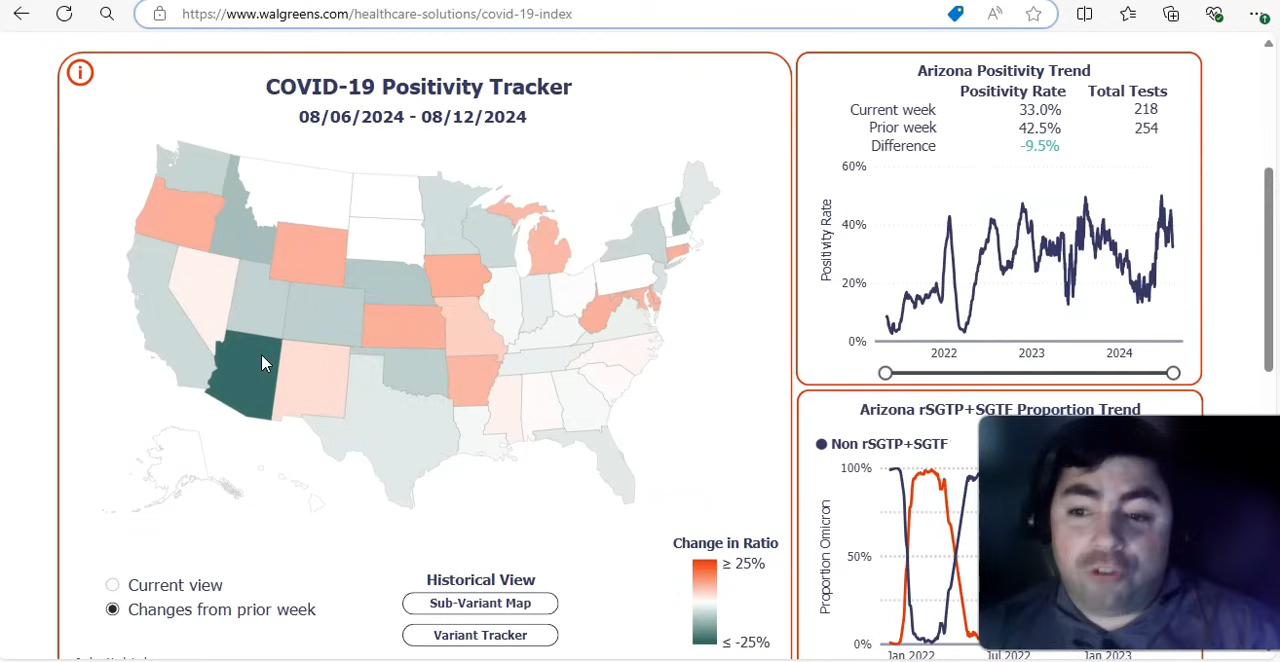 https://www.walgreens.com/healthcare-solutions/covid-19-index
COVID-19 Positivity Tracker
08/06/2024 - 08/12/2024
Current view
Changes from prior week
Historical View
Sub-Variant Map
Variant Tracker
Change in Ratio
≥ 25%
≤ -25%
Arizona Positivity Trend
Positivity Rate Total Tests
Current week 33.0% 218
Prior week 42.5% 254
Difference -9.5%
Positivity Rate
60%
40%
20%
0%
2022 2023 2024
Arizona rSGTP+SGTF Proportion Trend
Non rSGTP+SGTF
Proportion Omicron
100%
50%
0%
Jan 2022 Jul 2022 Jan 2023